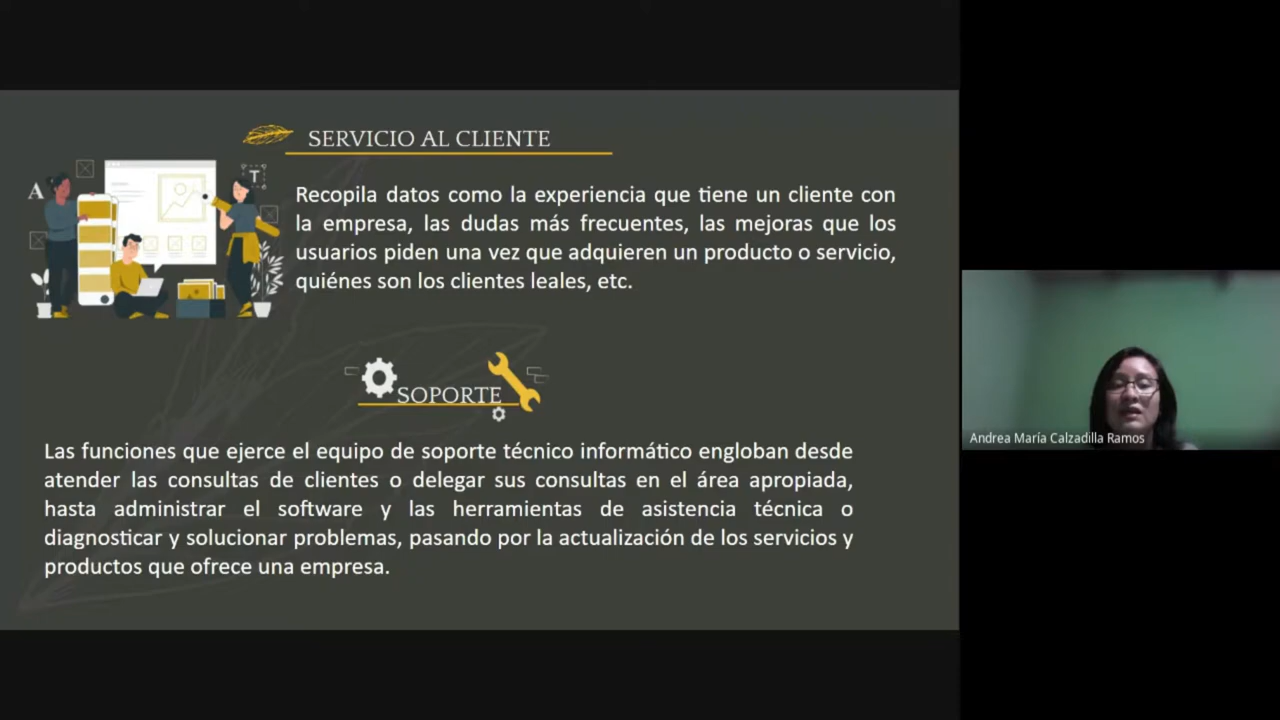 SERVICIO AL CLIENTE
A
T
Recopila datos como la experiencia que tiene un cliente con
la empresa, las dudas más frecuentes, las mejoras que los
usuarios piden una vez que adquieren un producto o servicio,
quiénes son los clientes leales, etc.
SOPORTE
Las funciones que ejerce el equipo de soporte técnico informático engloban desde
atender las consultas de clientes o delegar sus consultas en el área apropiada,
hasta administrar el software y las herramientas de asistencia técnica o
diagnosticar y solucionar problemas, pasando por la actualización de los servicios y
productos que ofrece una empresa.
Andrea María Calzadilla Ramos